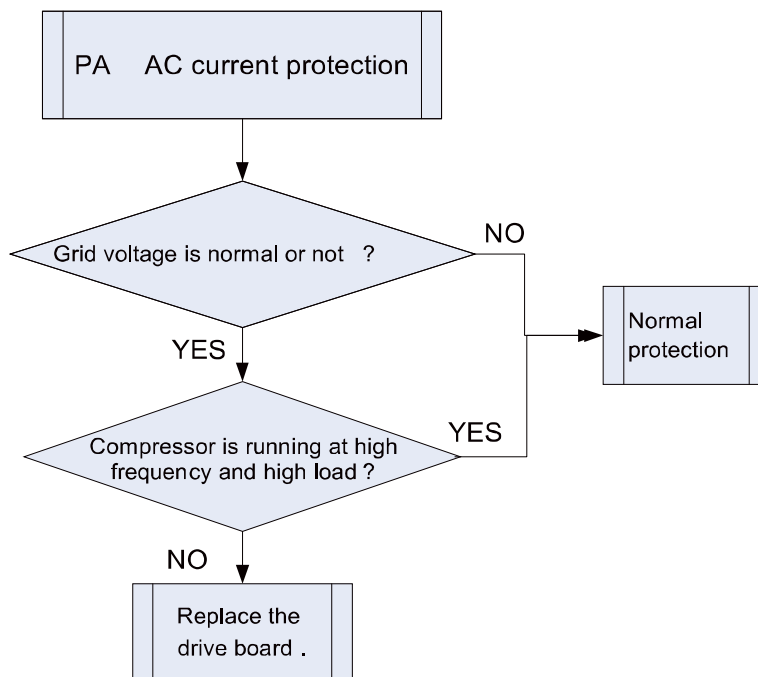 PA AC current protection
Grid voltage is normal or not ?
NO
Normal
protection
YES
Compressor is running at high
frequency and high load ?
YES
NO
Replace the
drive board .